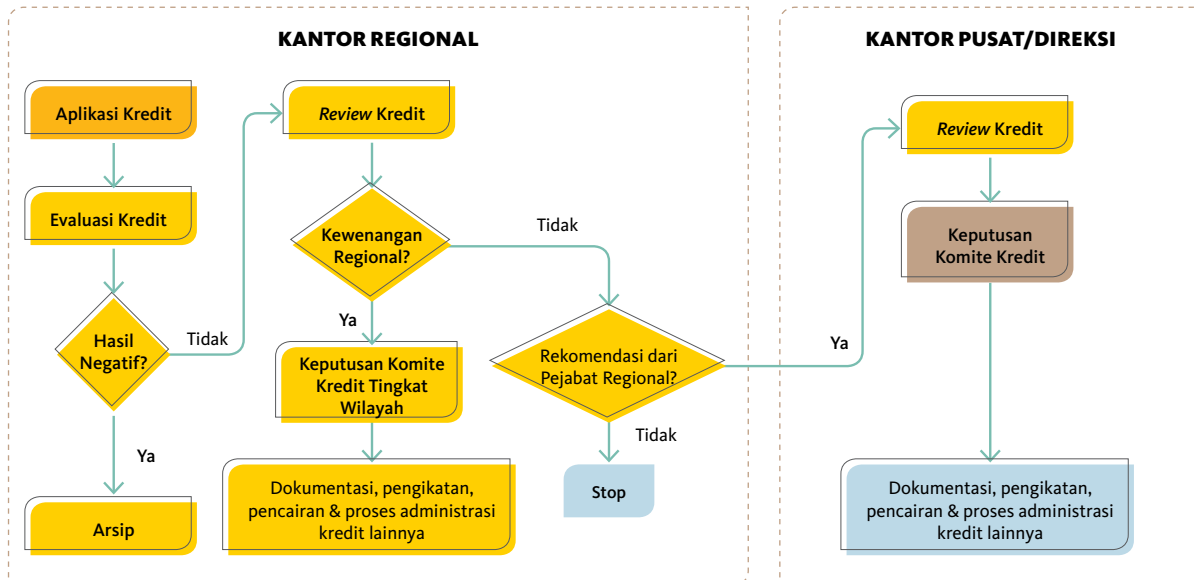 KANTOR REGIONAL
Aplikasi Kredit
Evaluasi Kredit
Hasil
Negatif?
Tidak
Ya
Arsip
Review Kredit
Kewenangan
Regional?
Tidak
Ya
Keputusan Komite
Kredit Tingkat
Wilayah
Dokumentasi, pengikatan,
pencairan & proses administrasi
kredit lainnya
Rekomendasi dari
Pejabat Regional?
Ya
Tidak
Stop
KANTOR PUSAT/DIREKSI
Review Kredit
Keputusan
Komite Kredit
Dokumentasi, pengikatan,
pencairan & proses administrasi
kredit lainnya